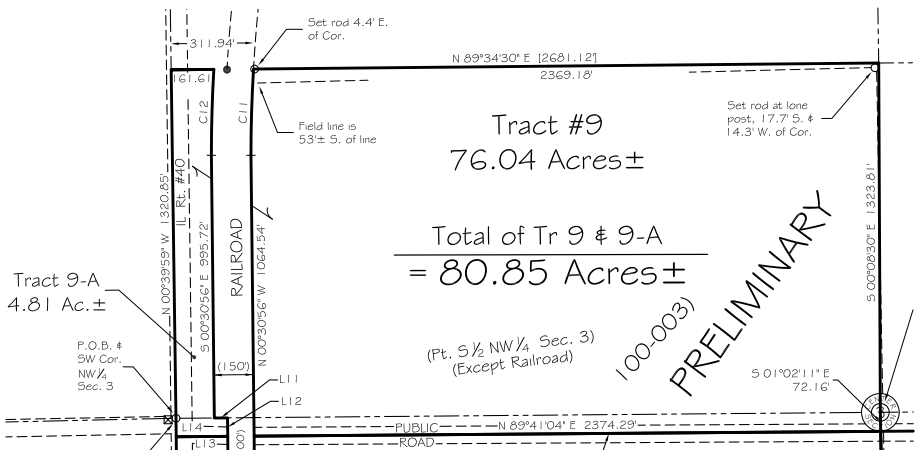 Set rod 4.4' E.
of Cor.
311.94'
N 89°34'30" E [2681.12']
2369.18'
161.61'
C12
C11
Field line is
53'± S. of line
Set rod at lone
post, 17.7' S. &
14.3' W. of Cor.
Tract #9
76.04 Acres±
Total of Tr 9 & 9-A
= 80.85 Acres±
(Pt. S½ NW¼ Sec. 3)
(Except Railroad)
100-003)
PRELIMINARY
N 00°39'59" W 1320.85'
IL Rt. #40
S 00°30'56" E 995.72'
RAILROAD
N 00°30'56" W 1064.54'
S 00°08'30" E 1323.81'
Tract 9-A
4.81 Ac.±
P.O.B. &
SW Cor.
NW¼
Sec. 3
(150')
L11
L12
S 01°02'11" E
72.16'
L14
PUBLIC
N 89°41'04" E 2374.29'
L13
ROAD
00')